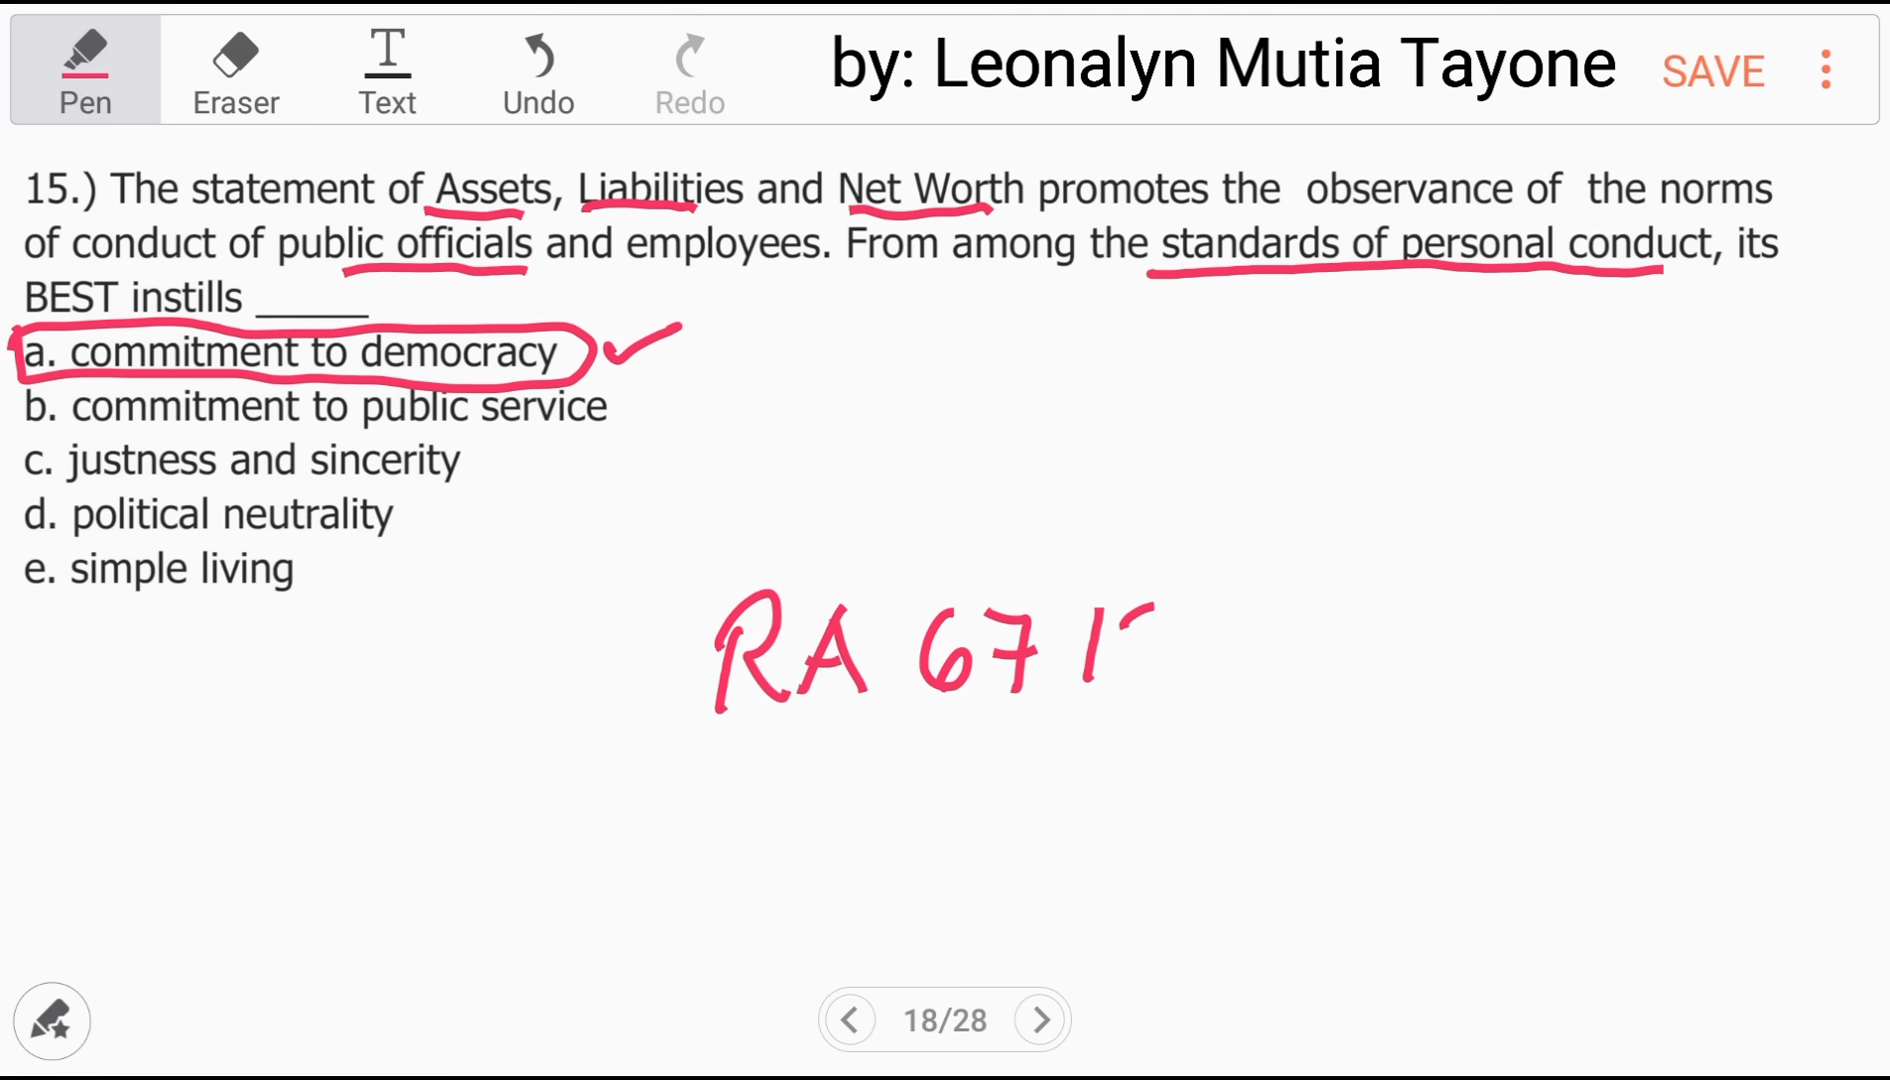 Pen
Eraser
T
Text
Undo
Redo
by: Leonalyn Mutia Tayone
SAVE
15.) The statement of Assets, Liabilities and Net Worth promotes the observance of the norms
of conduct of public officials and employees. From among the standards of personal conduct, its
BEST instills ______
a. commitment to democracy
b. commitment to public service
c. justness and sincerity
d. political neutrality
e. simple living
RA 671
18/28